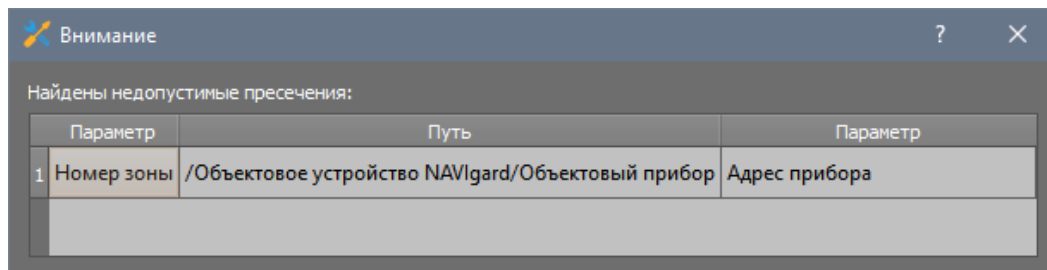 Внимание
?
Найдены недопустимые пресечения:
Параметр Путь Параметр
1 Номер зоны /Объектовое устройство NAVIgard/Объектовый прибор Адрес прибора